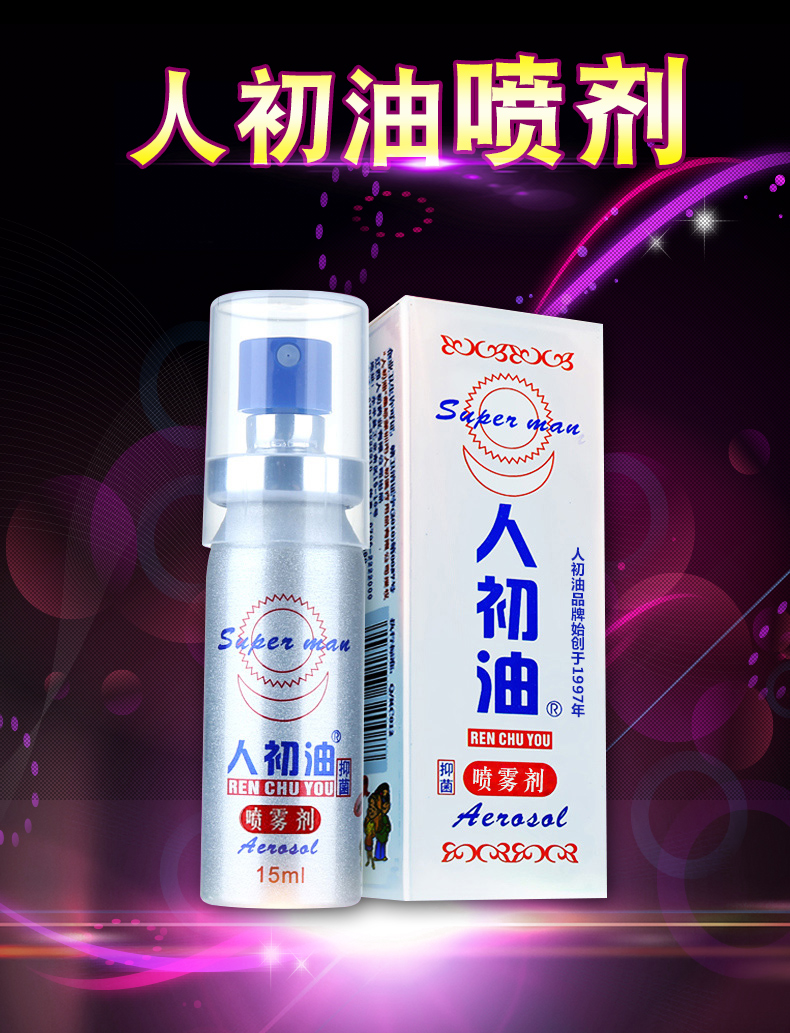 人初油喷剂
Super man
人初油®
REN CHU YOU
抑菌
喷雾剂
Aerosol
15ml
Super man
人初油®
人初油品牌始创于1997年
REN CHU YOU
抑菌
喷雾剂
Aerosol